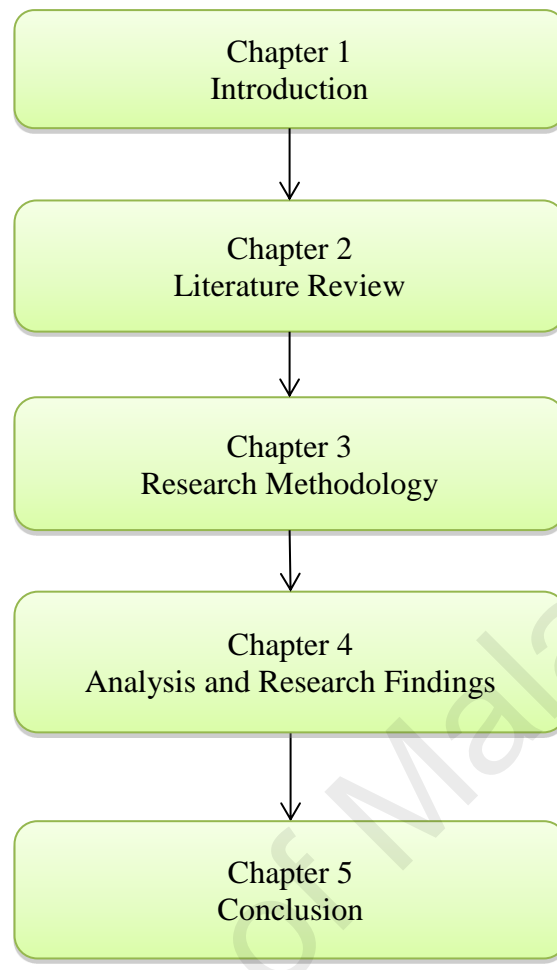 Chapter 1
Introduction
Chapter 2
Literature Review
Chapter 3
Research Methodology
Chapter 4
Analysis and Research Findings
Chapter 5
Conclusion
of